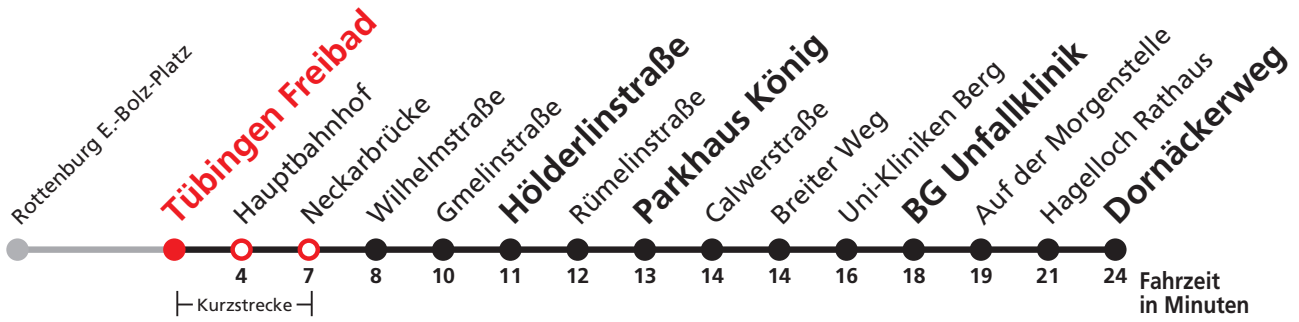 Rottenburg E.-Bolz-Platz
Tübingen Freibad
Hauptbahnhof
Neckarbrücke
Wilhelmstraße
Gmelinstraße
Hölderlinstraße
Rümelinstraße
Parkhaus König
Calwerstraße
Breiter Weg
Uni-Kliniken Berg
BG Unfallklinik
Auf der Morgenstelle
Hagelloch Rathaus
Dornäckerweg
4 7 8 10 11 12 13 14 14 16 18 19 21 24
Fahrzeit
in Minuten
Kurzstrecke